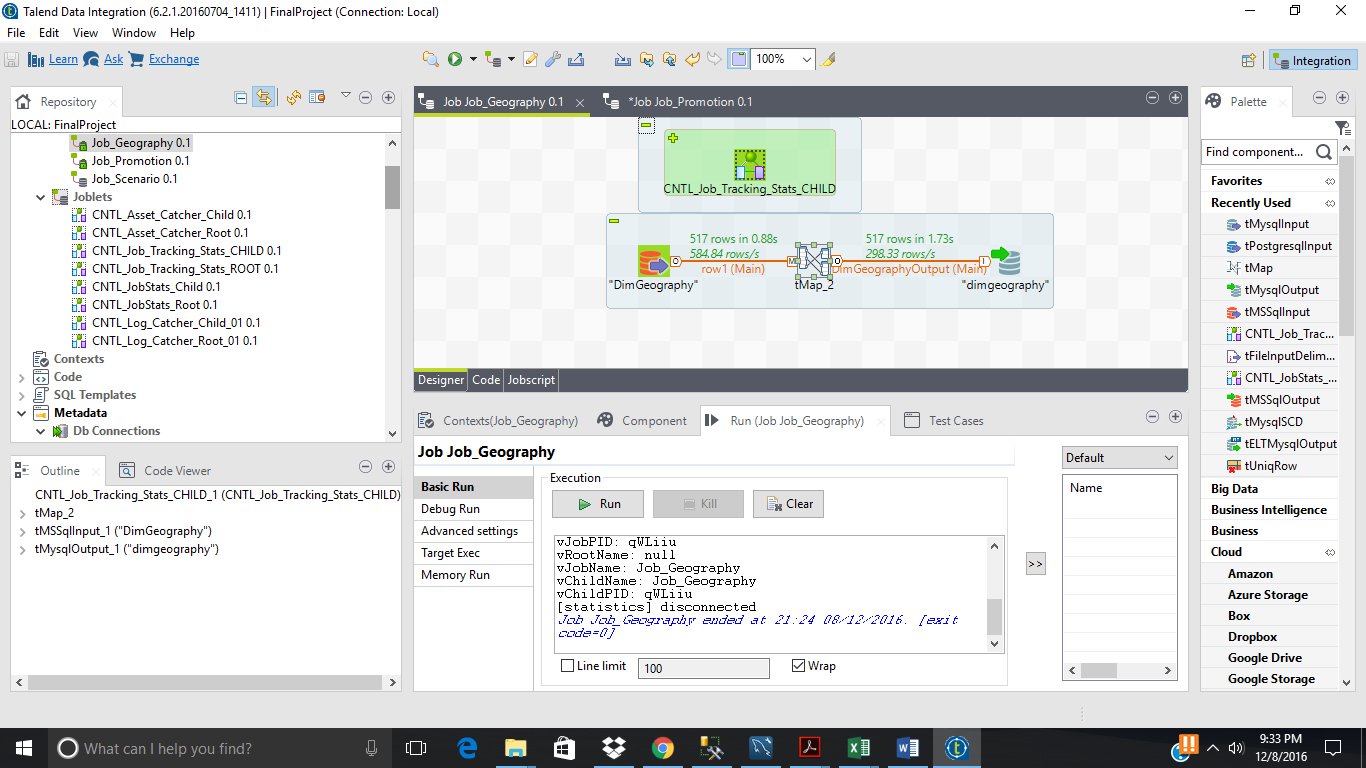 Talend Data Integration (6.2.1.20160704_1411) | FinalProject (Connection: Local)
File Edit View Window Help
Learn Ask Exchange
100%
Integration
Repository
LOCAL: FinalProject
Job_Geography 0.1
Job_Promotion 0.1
Job_Scenario 0.1
Joblets
CNTL_Asset_Catcher_Child 0.1
CNTL_Asset_Catcher_Root 0.1
CNTL_Job_Tracking_Stats_CHILD 0.1
CNTL_Job_Tracking_Stats_ROOT 0.1
CNTL_JobStats_Child 0.1
CNTL_JobStats_Root 0.1
CNTL_Log_Catcher_Child_01 0.1
CNTL_Log_Catcher_Root_01 0.1
Contexts
Code
SQL Templates
Metadata
Db Connections
Outline Code Viewer
CNTL_Job_Tracking_Stats_CHILD_1 (CNTL_Job_Tracking_Stats_CHILD)
tMap_2
tMSSqlInput_1 ("DimGeography")
tMysqlOutput_1 ("dimgeography")
Job Job_Geography 0.1 *Job Job_Promotion 0.1
CNTL_Job_Tracking_Stats_CHILD
517 rows in 0.88s 517 rows in 1.73s
584.84 rows/s 298.33 rows/s
row1 (Main) DimGeographyOutput (Main)
"DimGeography" tMap_2 "dimgeography"
Designer Code Jobscript
Contexts(Job_Geography) Component Run (Job Job_Geography) Test Cases
Job Job_Geography
Basic Run
Debug Run
Advanced settings
Target Exec
Memory Run
Execution
Run Kill Clear
vJobPID: qWLiiu
vRootName: null
vJobName: Job_Geography
vChildName: Job_Geography
vChildPID: qWLiiu
[statistics] disconnected
Job Job_Geography ended at 21:24 08/12/2016. [exit
code=0]
Line limit 100 Wrap
>>
Default
Name
Palette
Find component...
Favorites
Recently Used
tMysqlInput
tPostgresqlInput
tMap
tMysqlOutput
tMSSqlInput
CNTL_Job_Trac...
tFileInputDelim...
CNTL_JobStats_...
tMSSqlOutput
tMysqlSCD
tELTMysqlOutput
tUniqRow
Big Data
Business Intelligence
Business
Cloud
Amazon
Azure Storage
Box
Dropbox
Google Drive
Google Storage
What can I help you find?
9:33 PM
12/8/2016